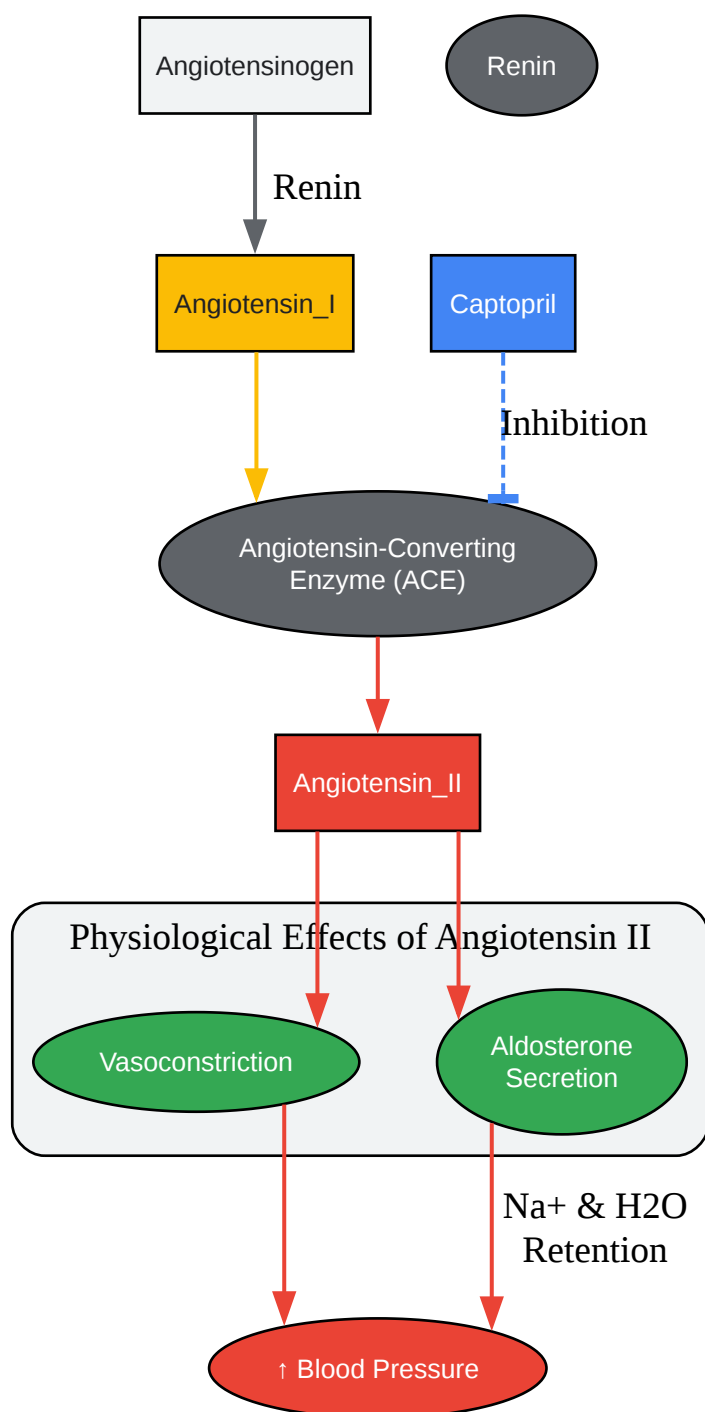 Angiotensinogen
Renin
Renin
Angiotensin_I
Captopril
Inhibition
Angiotensin-Converting
Enzyme (ACE)
Angiotensin_II
Physiological Effects of Angiotensin II
Vasoconstriction
Aldosterone
Secretion
Na+ & H2O
Retention
↑ Blood Pressure